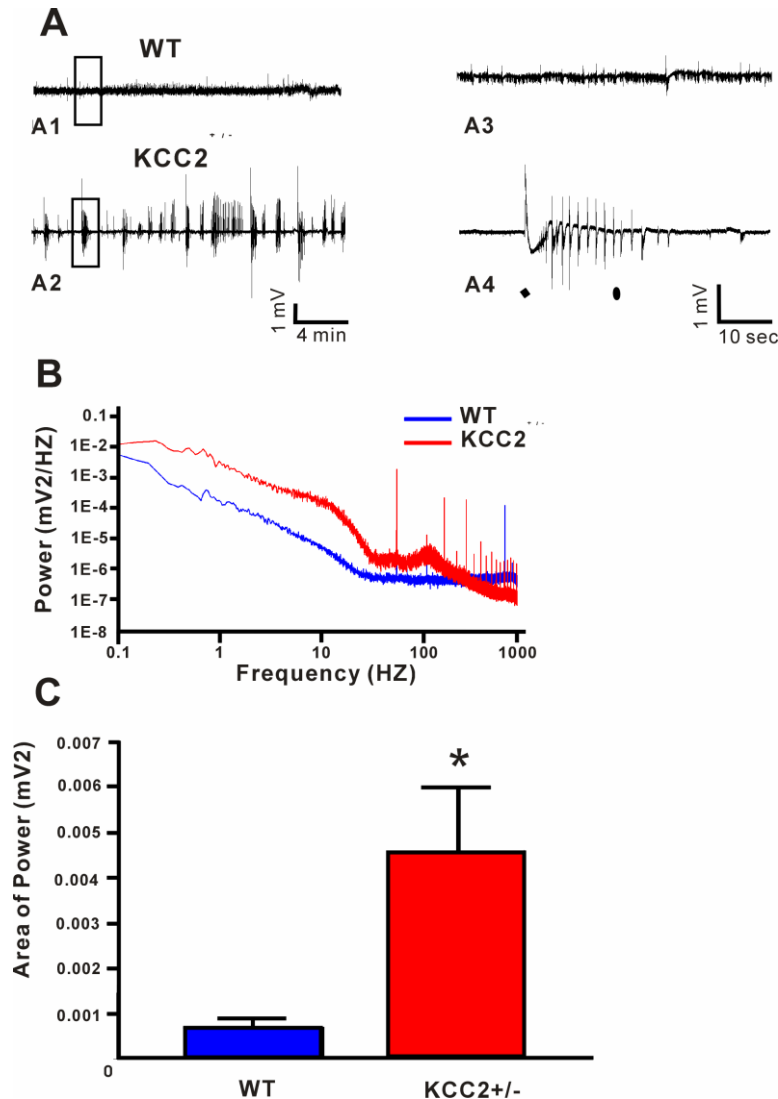 A
WT
A1
A3
+ / -
KCC2
A2
A4
1 mV
4 min
1 mV
10 sec
B
0.1
1E-2
1E-3
1E-4
1E-5
1E-6
1E-7
1E-8
Power (mV2/HZ)
WT
+/-
KCC2
0.1
1
10
100
1000
Frequency (HZ)
C
0.007
0.006
0.005
0.004
0.003
0.002
0.001
0
Area of Power (mV2)
*
WT
KCC2+/-